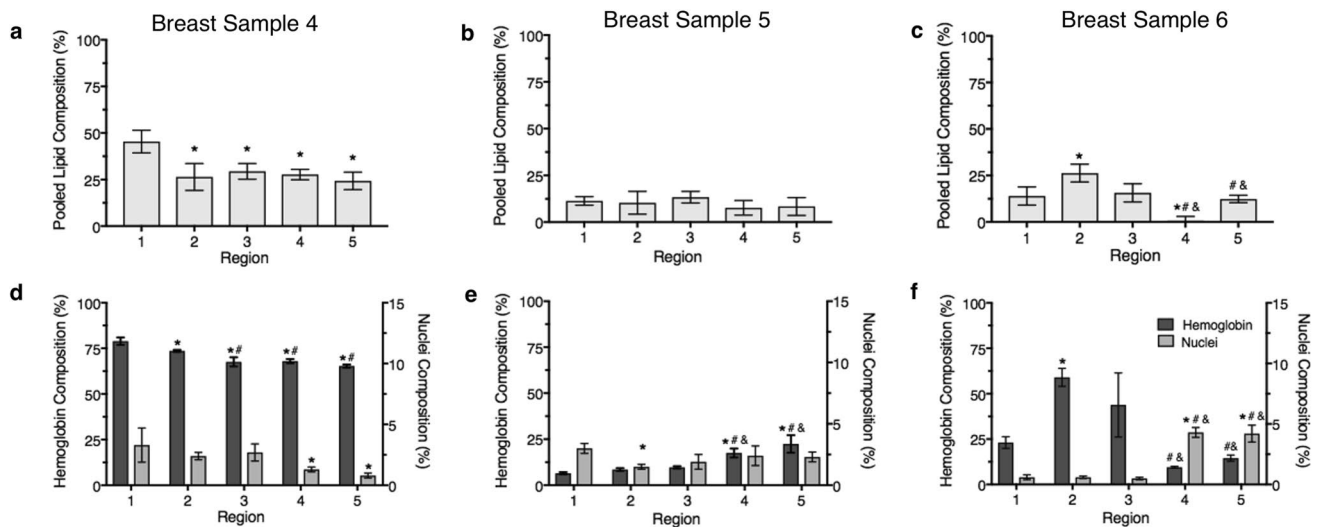 Breast Sample 4
Breast Sample 5
Breast Sample 6
a
Pooled Lipid Composition (%)
100
75
50
25
0
* * * *
1 2 3 4 5
Region
b
Pooled Lipid Composition (%)
100
75
50
25
0
1 2 3 4 5
Region
c
Pooled Lipid Composition (%)
100
75
50
25
0
* *# & # &
1 2 3 4 5
Region
d
Hemoglobin Composition (%)
100
75
50
25
0
* *# *# *#
* *
1 2 3 4 5
Region
15
10
5
0
Nuclei Composition (%)
e
Hemoglobin Composition (%)
100
75
50
25
0
* *# & *# &
1 2 3 4 5
Region
15
10
5
0
Nuclei Composition (%)
f
Hemoglobin Composition (%)
100
75
50
25
0
Hemoglobin
Nuclei
*
*# & *# &
# & #&
1 2 3 4 5
Region
15
10
5
0
Nuclei Composition (%)